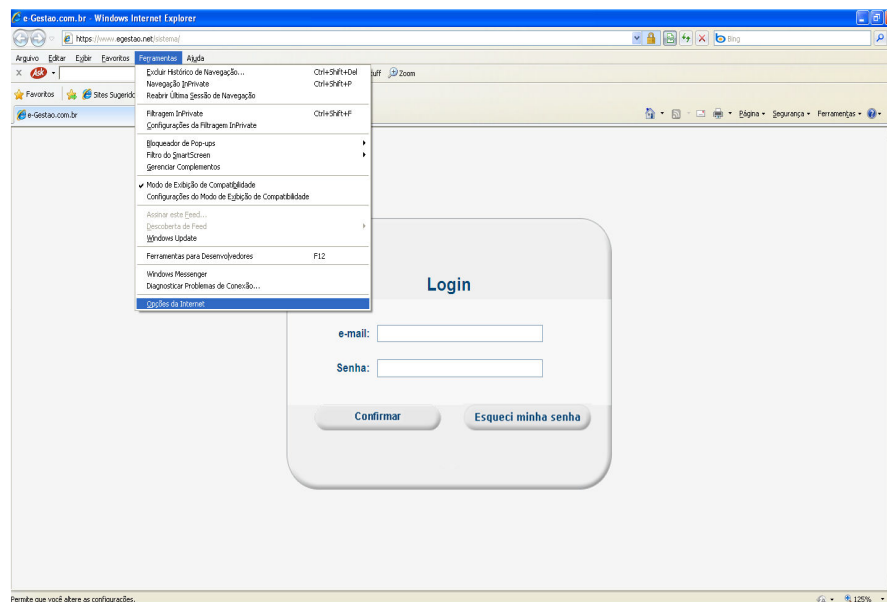 e-Gestao.com.br - Windows Internet Explorer
https://www.egestao.net/sistema/
Bing
Arquivo Editar Exibir Favoritos Ferramentas Ajuda
Ask Zoom
Favoritos Sites
e-Gestao.com.br
Página Segurança Ferramentas
Excluir Histórico de Navegação... Ctrl+Shift+Del
Navegação InPrivate Ctrl+Shift+P
Reabrir Última Sessão de Navegação
Filtragem InPrivate Ctrl+Shift+F
Configurações da Filtragem InPrivate
Bloqueador de Pop-ups
Filtro do SmartScreen
Gerenciar Complementos
Modo de Exibição de Compatibilidade
Configurações do Modo de Exibição de Compatibilidade
Assinar este Feed...
Descoberta de Feed
Windows Update
Ferramentas para Desenvolvedores F12
Windows Messenger
Diagnosticar Problemas de Conexão...
Opções da Internet
Login
e-mail:
Senha:
Confirmar Esqueci minha senha
Permite que você altere as configurações.
125%